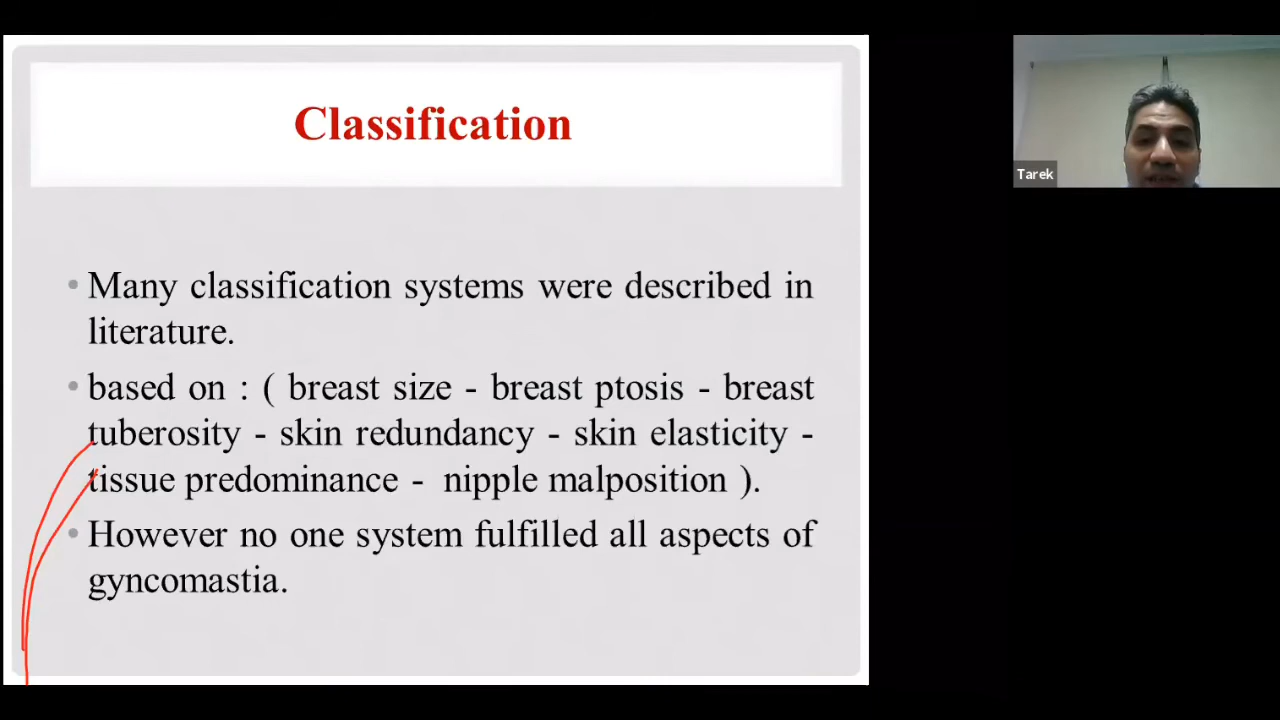 Classification
• Many classification systems were described in
literature.
• based on : ( breast size - breast ptosis - breast
tuberosity - skin redundancy - skin elasticity -
tissue predominance - nipple malposition ).
• However no one system fulfilled all aspects of
gyncomastia.
Tarek